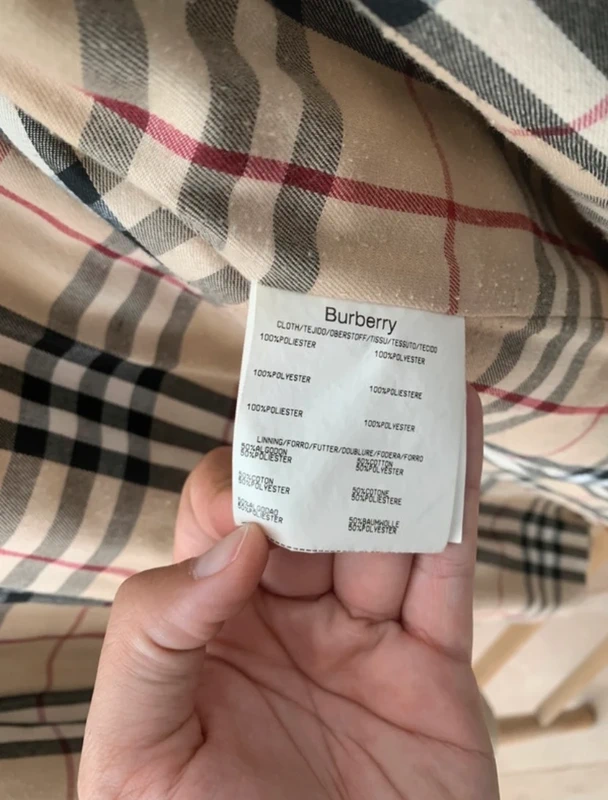 Burberry
CLOTH/TEJIDO/OBERSTOFF/TISSU/TESSUTO/TECIDO
100%POLIESTER 100%POLYESTER
100%POLYESTER 100%POLIESTERE
100%POLIESTER 100%POLYESTER
LINNING/FORRO/FUTTER/DOUBLURE/FODERA/FORRO
50%ALGODON 50%COTTON
50%POLIESTER 50%POLYESTER
50%COTON 50%COTONE
50%POLYESTER 50%POLIESTERE
50%ALGODAO 50%BAUMHOLLE
50%POLIESTER 50%POLYESTER